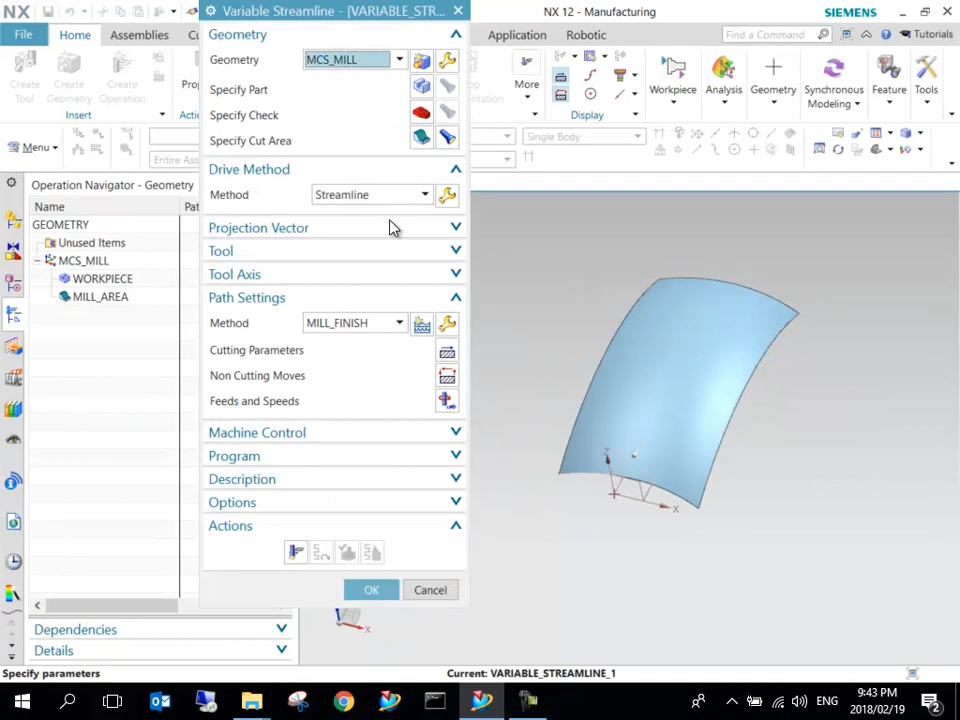 NX
Variable Streamline - [VARIABLE_STR...
NX 12 - Manufacturing
SIEMENS
File
Home
Assemblies
Application
Robotic
Find a Command
Tutorials
Create Tool
Create Geometry
Create Operation
Insert
More
Display
Workpiece
Analysis
Geometry
Synchronous Modeling
Feature
Tools
Menu
Single Body
Entire Ass
Operation Navigator - Geometry
Name
GEOMETRY
Unused Items
MCS_MILL
WORKPIECE
MILL_AREA
Dependencies
Details
Geometry
Geometry
MCS_MILL
Specify Part
Specify Check
Specify Cut Area
Drive Method
Method
Streamline
Projection Vector
Tool
Tool Axis
Path Settings
Method
MILL_FINISH
Cutting Parameters
Non Cutting Moves
Feeds and Speeds
Machine Control
Program
Description
Options
Actions
OK
Cancel
Z
X
X
Specify parameters
Current: VARIABLE_STREAMLINE_1
ENG
9:43 PM
2018/02/19
2